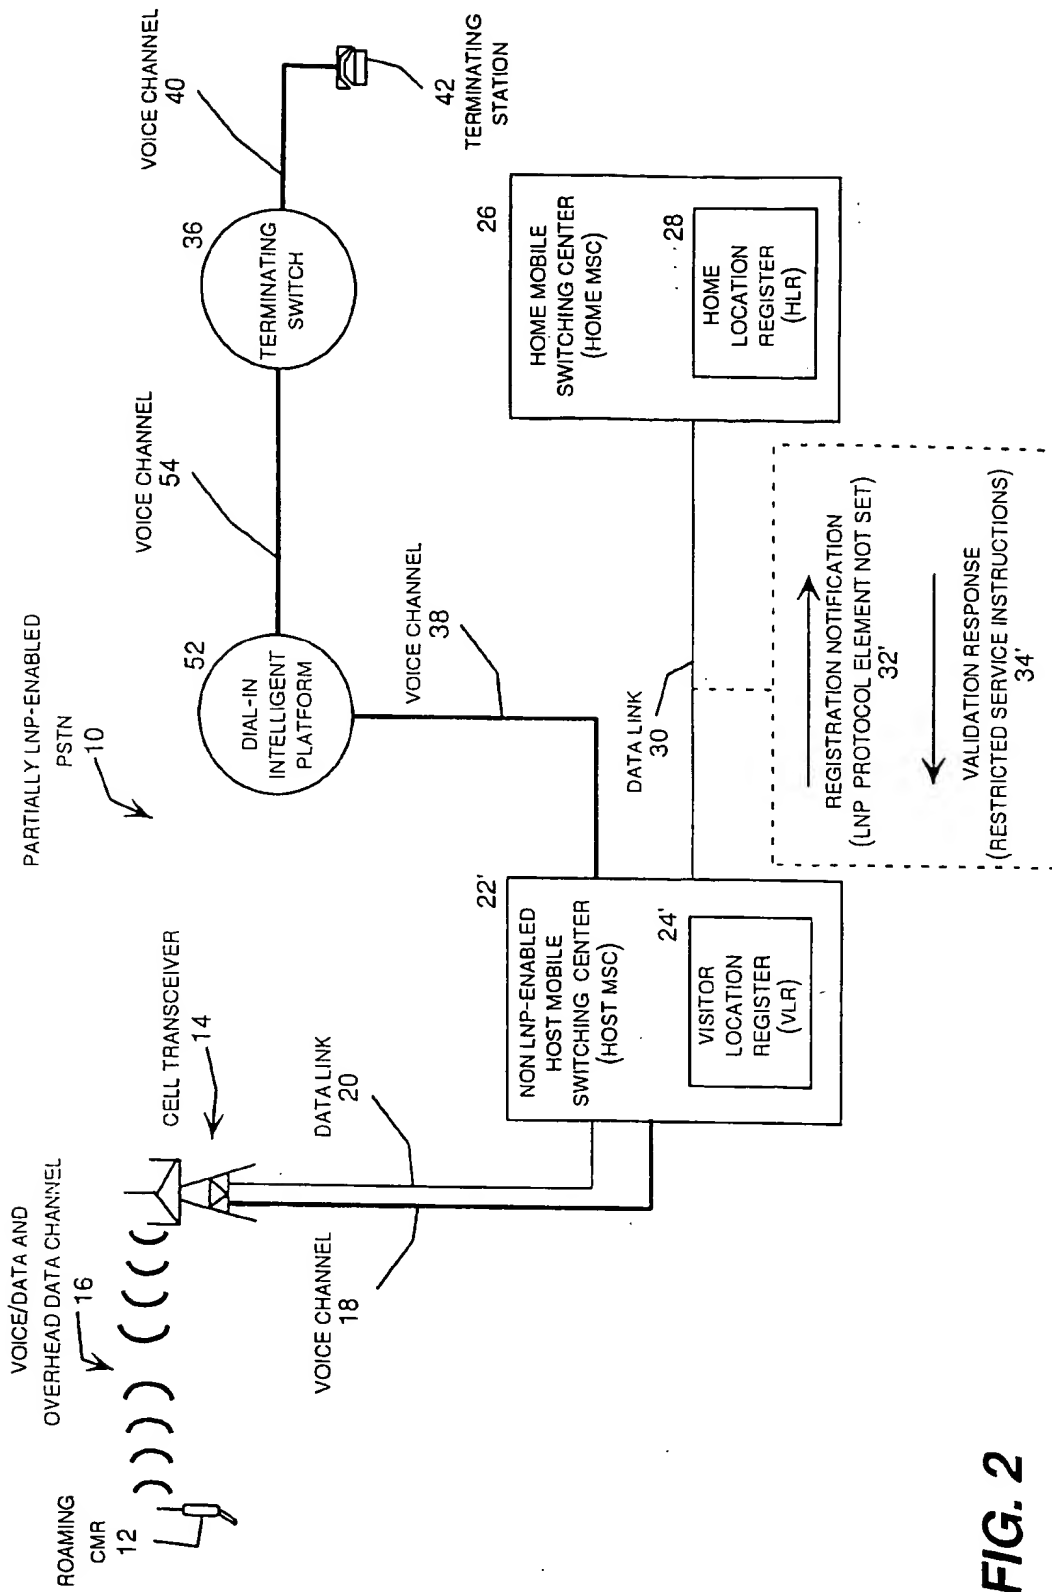 PARTIALLY LNP-ENABLED
PSTN
10
ROAMING
CMR
12
VOICE/DATA AND
OVERHEAD DATA CHANNEL
16
CELL TRANSCEIVER
14
VOICE CHANNEL
18
DATA LINK
20
22'
NON LNP-ENABLED
HOST MOBILE
SWITCHING CENTER
(HOST MSC)
24'
VISITOR
LOCATION
REGISTER
(VLR)
VOICE CHANNEL
38
52
DIAL-IN
INTELLIGENT
PLATFORM
VOICE CHANNEL
54
36
TERMINATING
SWITCH
VOICE CHANNEL
40
42
TERMINATING
STATION
DATA LINK
30
26
HOME MOBILE
SWITCHING CENTER
(HOME MSC)
28
HOME
LOCATION
REGISTER
(HLR)
REGISTRATION NOTIFICATION
(LNP PROTOCOL ELEMENT NOT SET)
32'
VALIDATION RESPONSE
(RESTRICTED SERVICE INSTRUCTIONS)
34'
FIG. 2